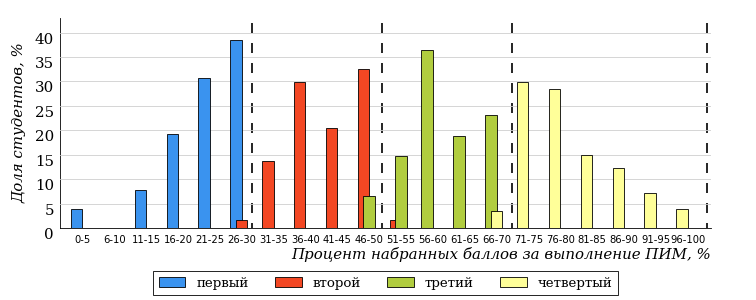 Доля студентов, %
40
35
30
25
20
15
10
5
0
0-5 6-10 11-15 16-20 21-25 26-30 31-35 36-40 41-45 46-50 51-55 56-60 61-65 66-70 71-75 76-80 81-85 86-90 91-95 96-100
Процент набранных баллов за выполнение ПИМ, %
первый второй третий четвертый